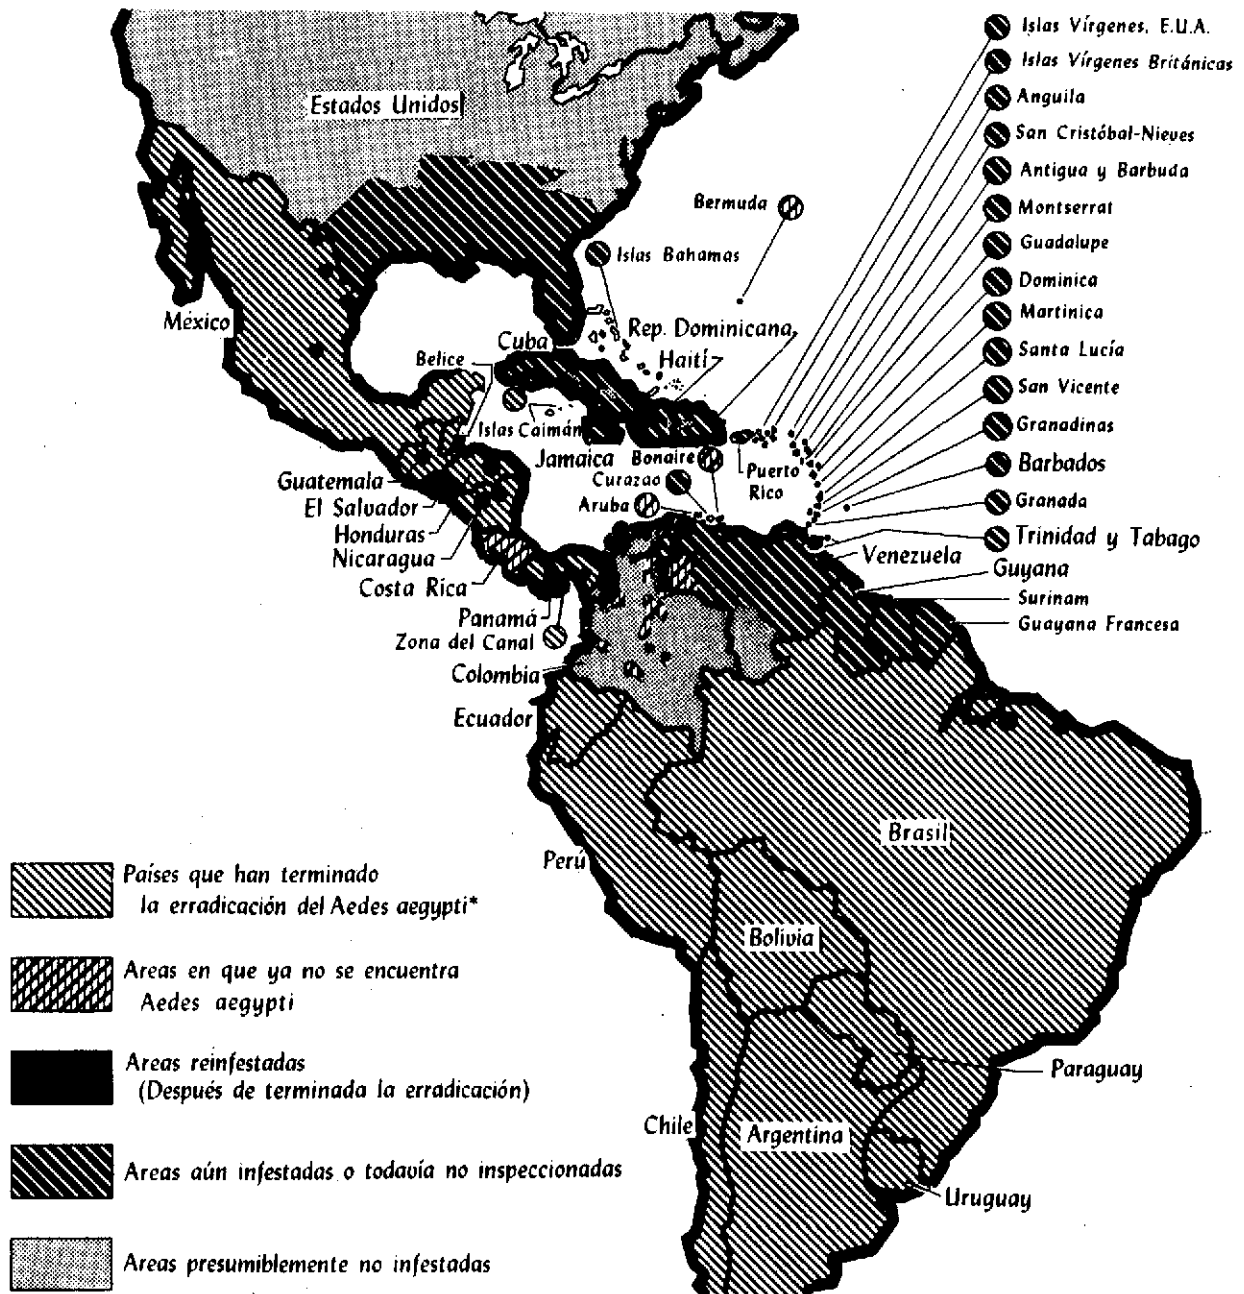 Islas Vírgenes, E.U.A.
Islas Vírgenes Británicas
Anguila
San Cristóbal-Nieves
Antigua y Barbuda
Montserrat
Guadalupe
Dominica
Martinica
Santa Lucía
San Vicente
Granadinas
Barbados
Granada
Trinidad y Tabago
Estados Unidos
Bermuda
Islas Bahamas
México
Rep. Dominicana
Haití
Cuba
Belice
Islas Caimán
Jamaica
Bonaire
Curazao
Aruba
Puerto
Rico
Guatemala
El Salvador
Honduras
Nicaragua
Costa Rica
Panamá
Zona del Canal
Colombia
Ecuador
Venezuela
Guyana
Surinam
Guayana Francesa
Brasil
Perú
Bolivia
Paraguay
Chile
Argentina
Uruguay
Países que han terminado
la erradicación del Aedes aegypti*
Areas en que ya no se encuentra
Aedes aegypti
Areas reinfestadas
(Después de terminada la erradicación)
Areas aún infestadas o todavía no inspeccionadas
Areas presumiblemente no infestadas